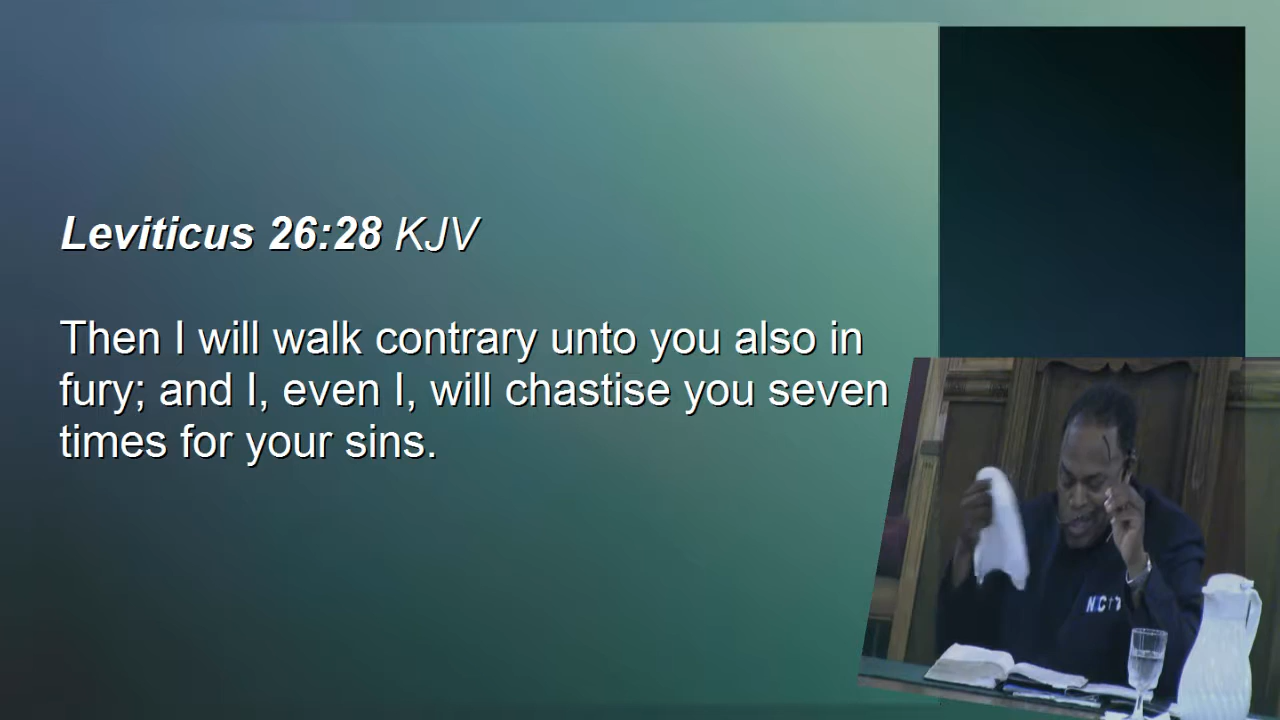 Leviticus 26:28 KJV
Then I will walk contrary unto you also in
fury; and I, even I, will chastise you seven
times for your sins.